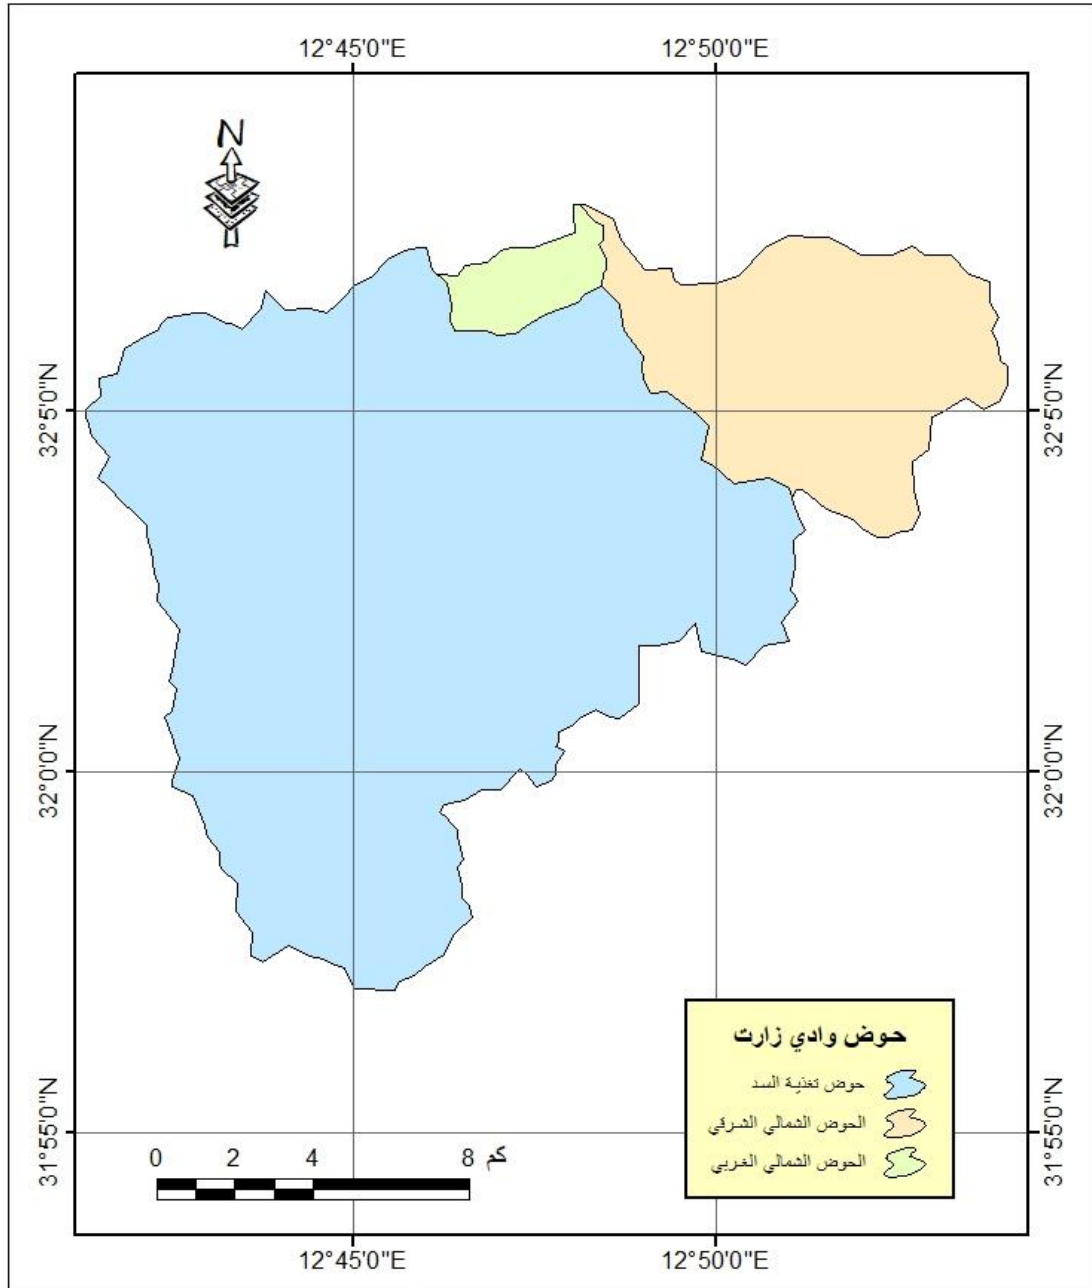 12°45'0"E 12°50'0"E
N
32°5'0"N 32°5'0"N
32°0'0"N 32°0'0"N
حوض وادي زارت
حوض تغذية السد
الحوض الشمالي الشرقي
الحوض الشمالي الغربي
31°55'0"N 31°55'0"N
0 2 4 8 كم
12°45'0"E 12°50'0"E